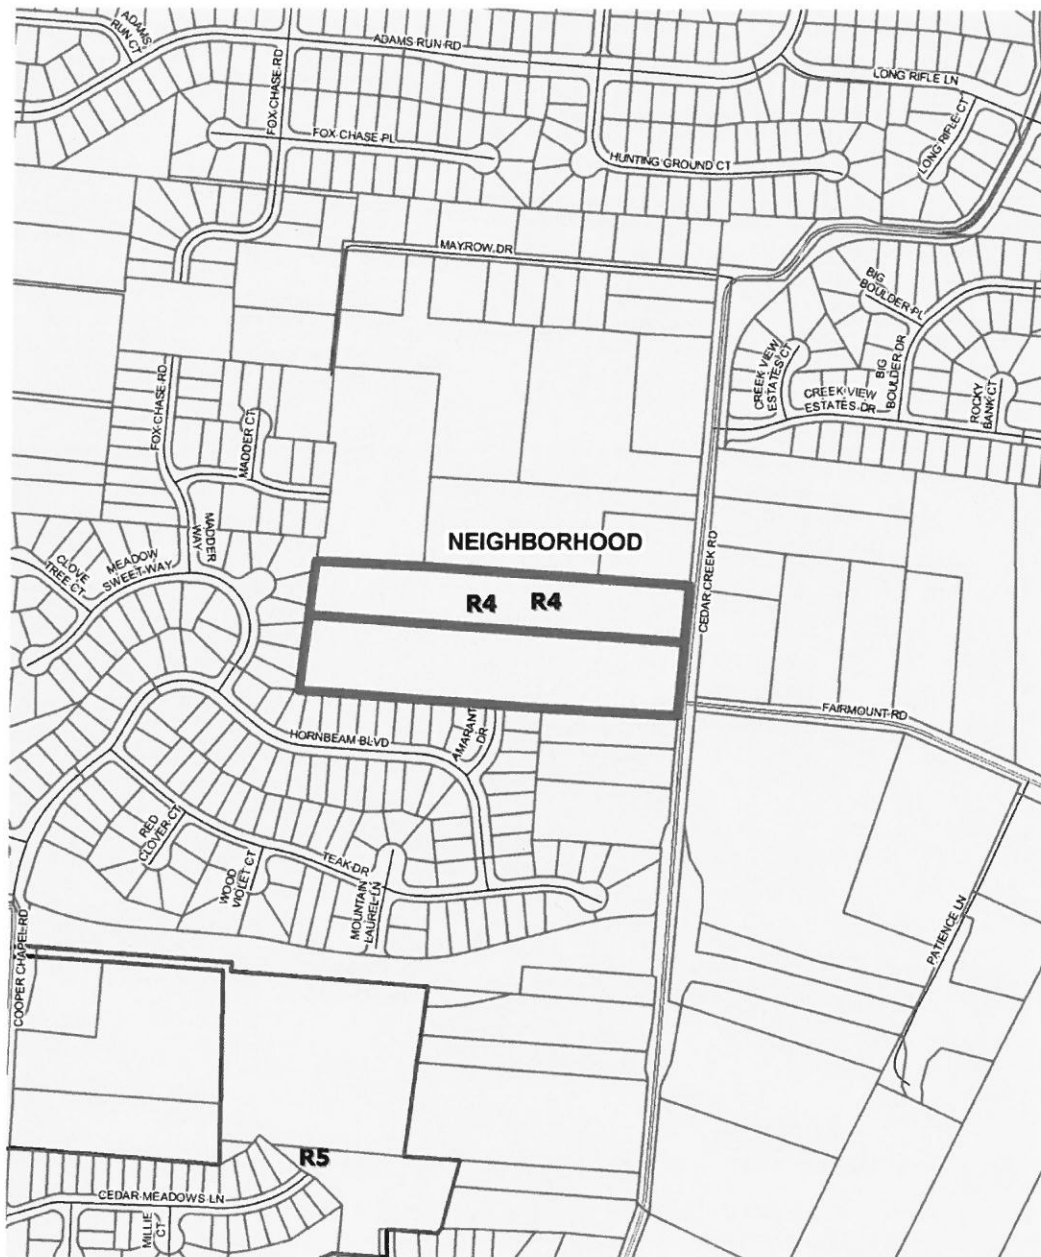 ADAMS
RUN CT
ADAMS RUN RD
LONG RIFLE LN
FOX CHASE RD
FOX CHASE PL
HUNTING GROUND CT
LONG RIFLE CT
MAYROW DR
BIG
BOULDER PL
CREEK VIEW
ESTATES CT
BIG
BOULDER DR
CREEK VIEW
ESTATES DR
ROCKY
BANK CT
FOX CHASE RD
MADDER CT
MADDER
WAY
CLOVE
TREE CT
MEADOW
SWEET WAY
NEIGHBORHOOD
R4 R4
CEDAR CREEK RD
FAIRMOUNT RD
AMARANT
DR
HORNBEAM BLVD
RED
CLOVER CT
WOOD
VIOLET CT
TEAK DR
MOUNTAIN
LAUREL LN
PATIENCE LN
COOPER CHAPEL RD
R5
CEDAR MEADOWS LN
MILLIE
CT